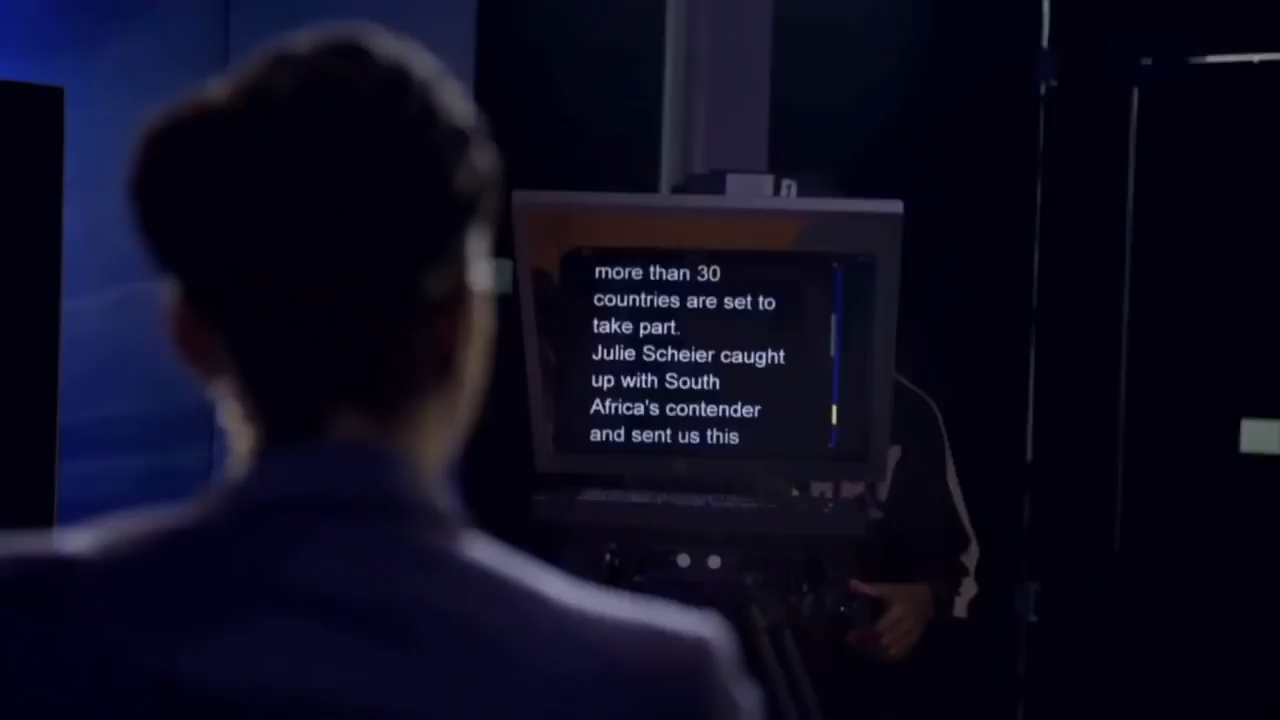 more than 30
countries are set to
take part.
Julie Scheier caught
up with South
Africa's contender
and sent us this